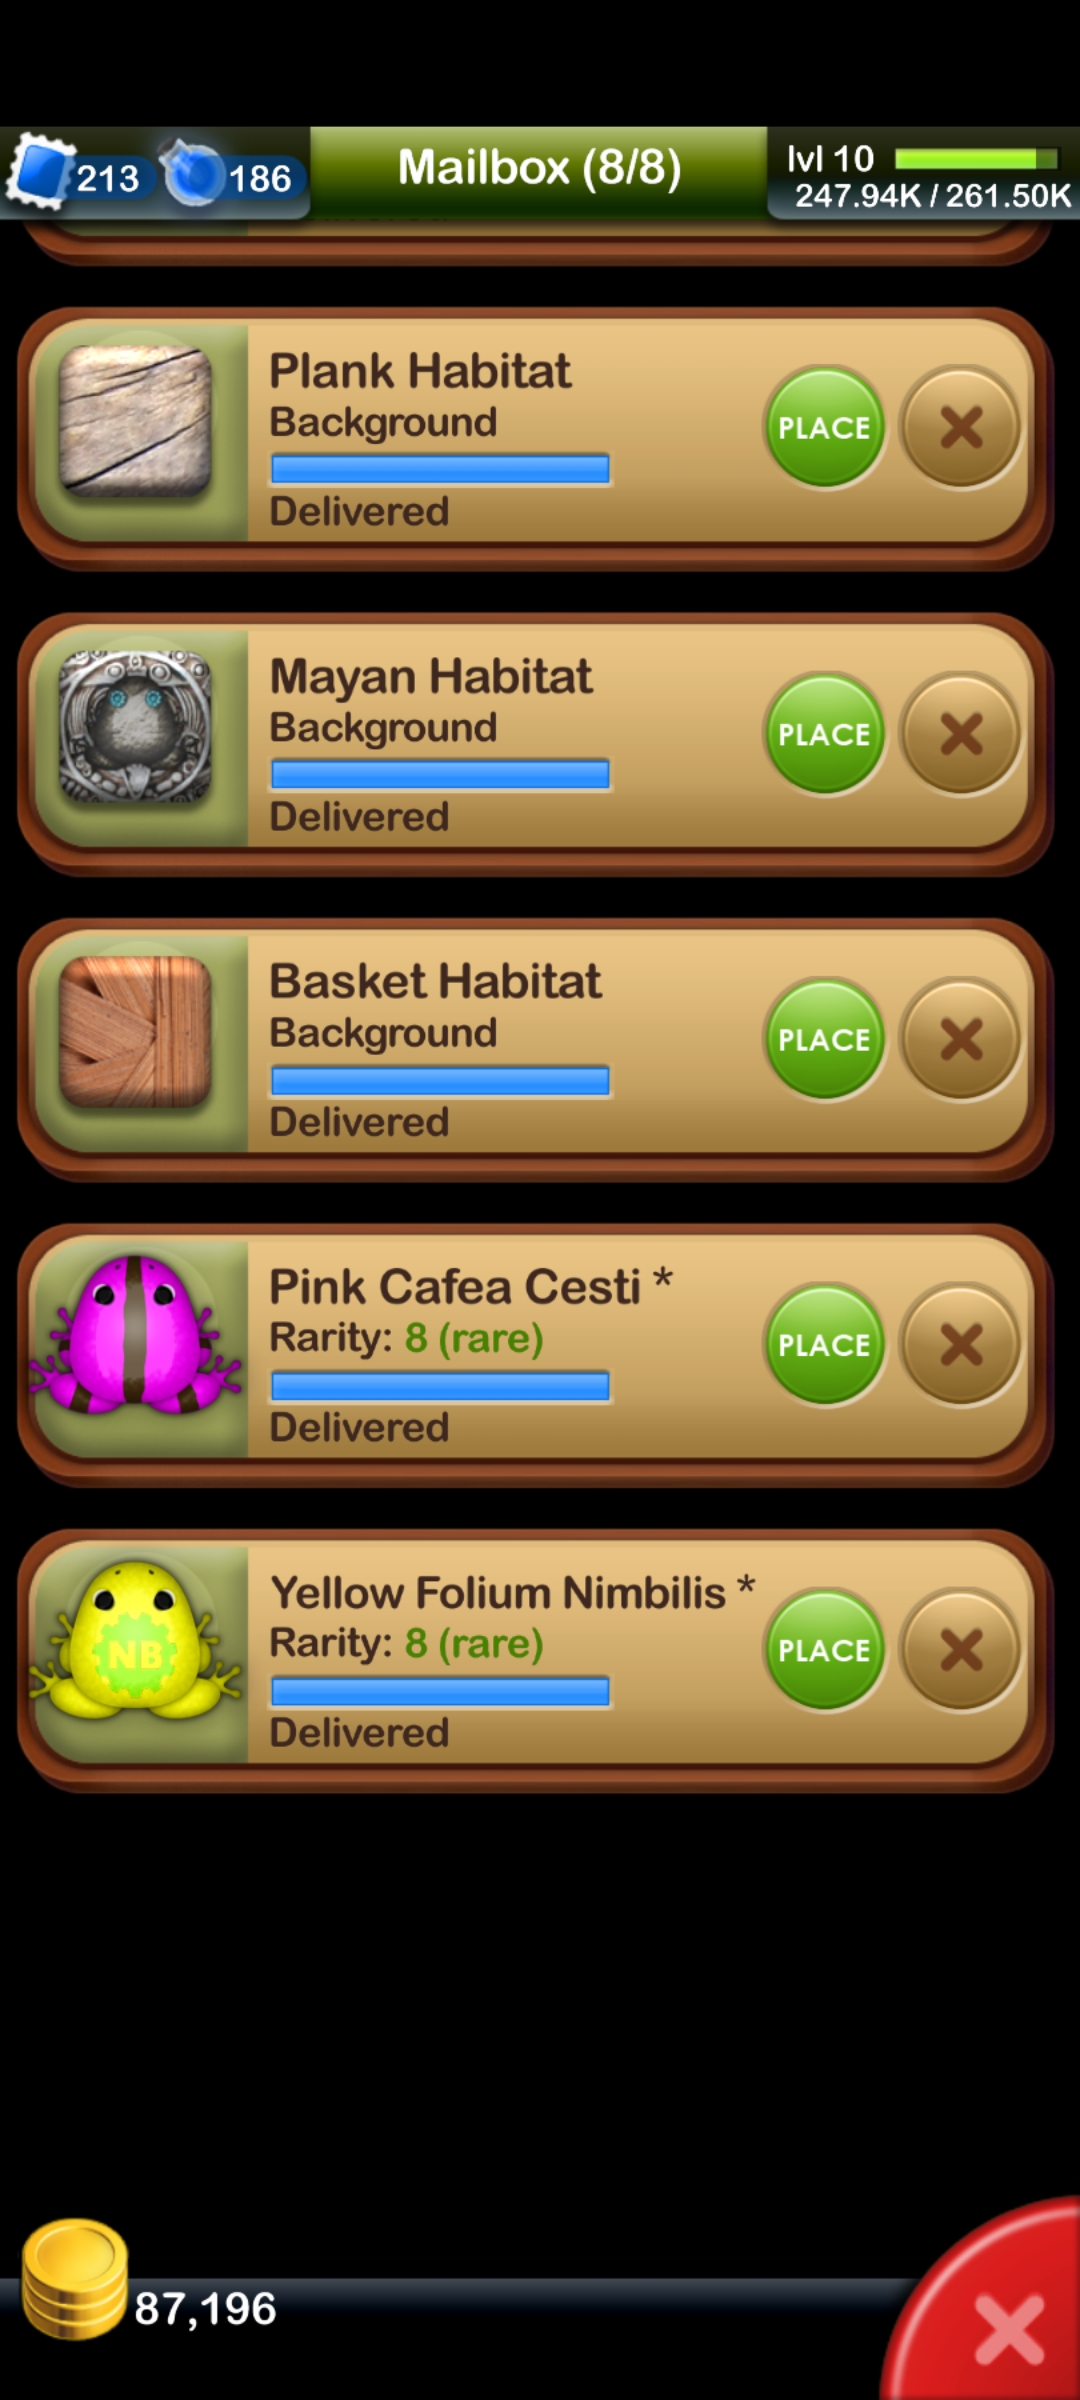 213
186
Mailbox (8/8)
lvl 10
247.94K / 261.50K
Plank Habitat
Background
Delivered
PLACE
Mayan Habitat
Background
Delivered
PLACE
Basket Habitat
Background
Delivered
PLACE
Pink Cafea Cesti *
Rarity: 8 (rare)
Delivered
PLACE
NB
Yellow Folium Nimbilis *
Rarity: 8 (rare)
Delivered
PLACE
87,196